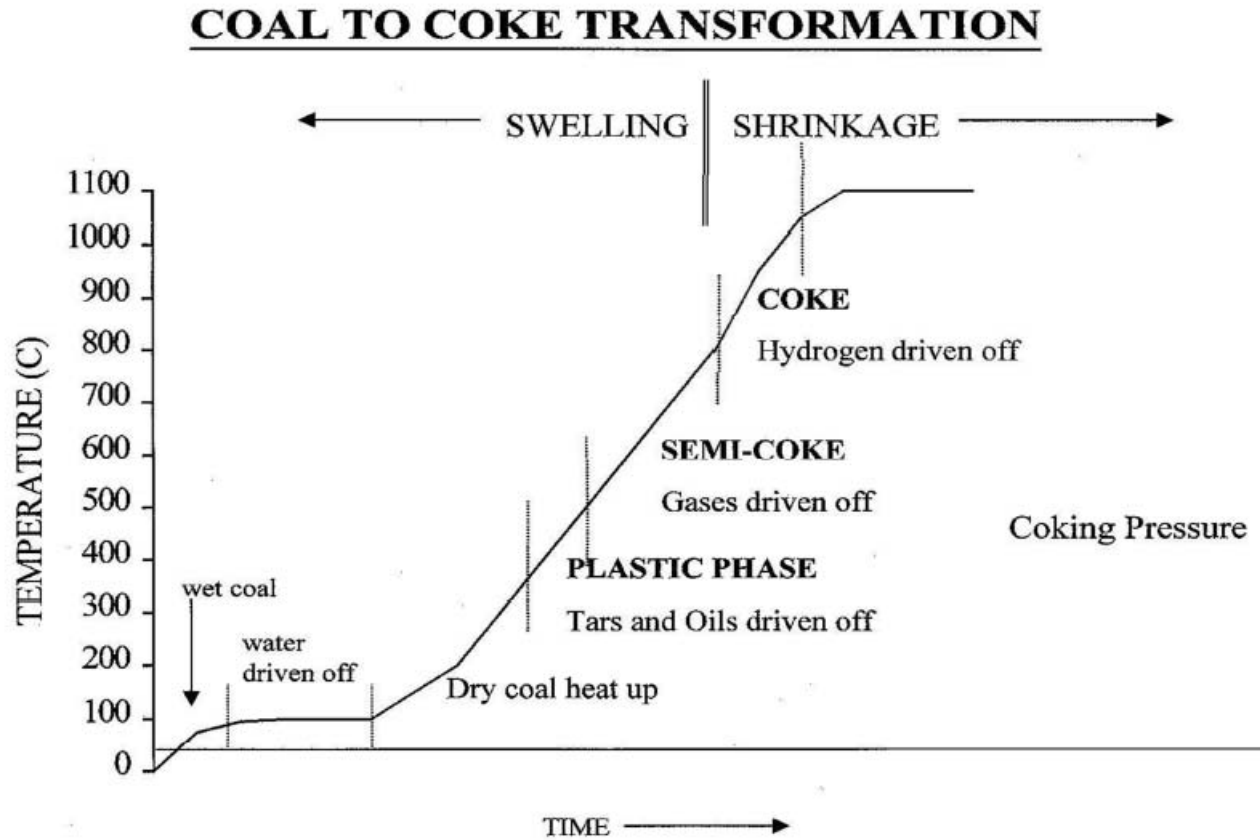 COAL TO COKE TRANSFORMATION
SWELLING SHRINKAGE
1100
1000
900
800
700
600
500
400
300
200
100
0
TEMPERATURE (C)
COKE
Hydrogen driven off
SEMI-COKE
Gases driven off
Coking Pressure
PLASTIC PHASE
Tars and Oils driven off
wet coal
water
driven off
Dry coal heat up
TIME